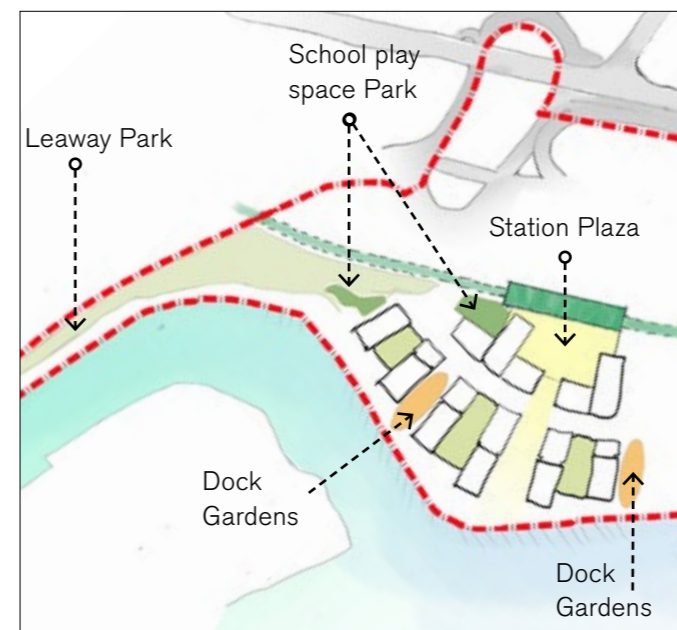 School play
space Park
Leaway Park
Station Plaza
Dock
Gardens
Dock
Gardens